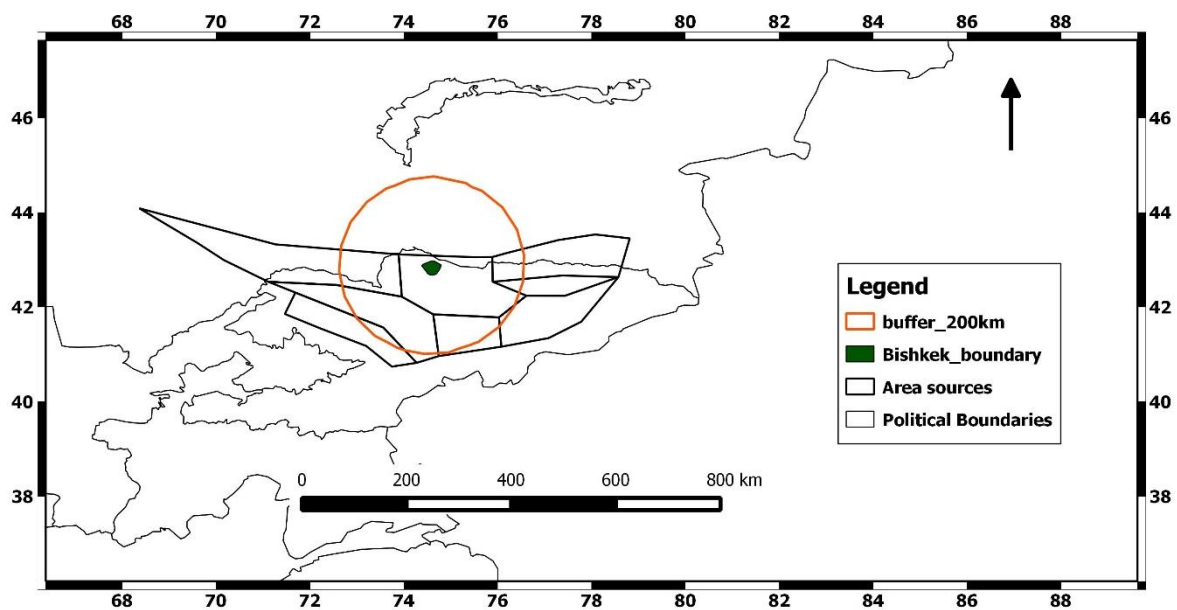 68 70 72 74 76 78 80 82 84 86 88
46 46
44 44
Legend
buffer_200km
42 42
Bishkek_boundary
Area sources
40 40
Political Boundaries
0 200 400 600 800 km
38 38
68 70 72 74 76 78 80 82 84 86 88